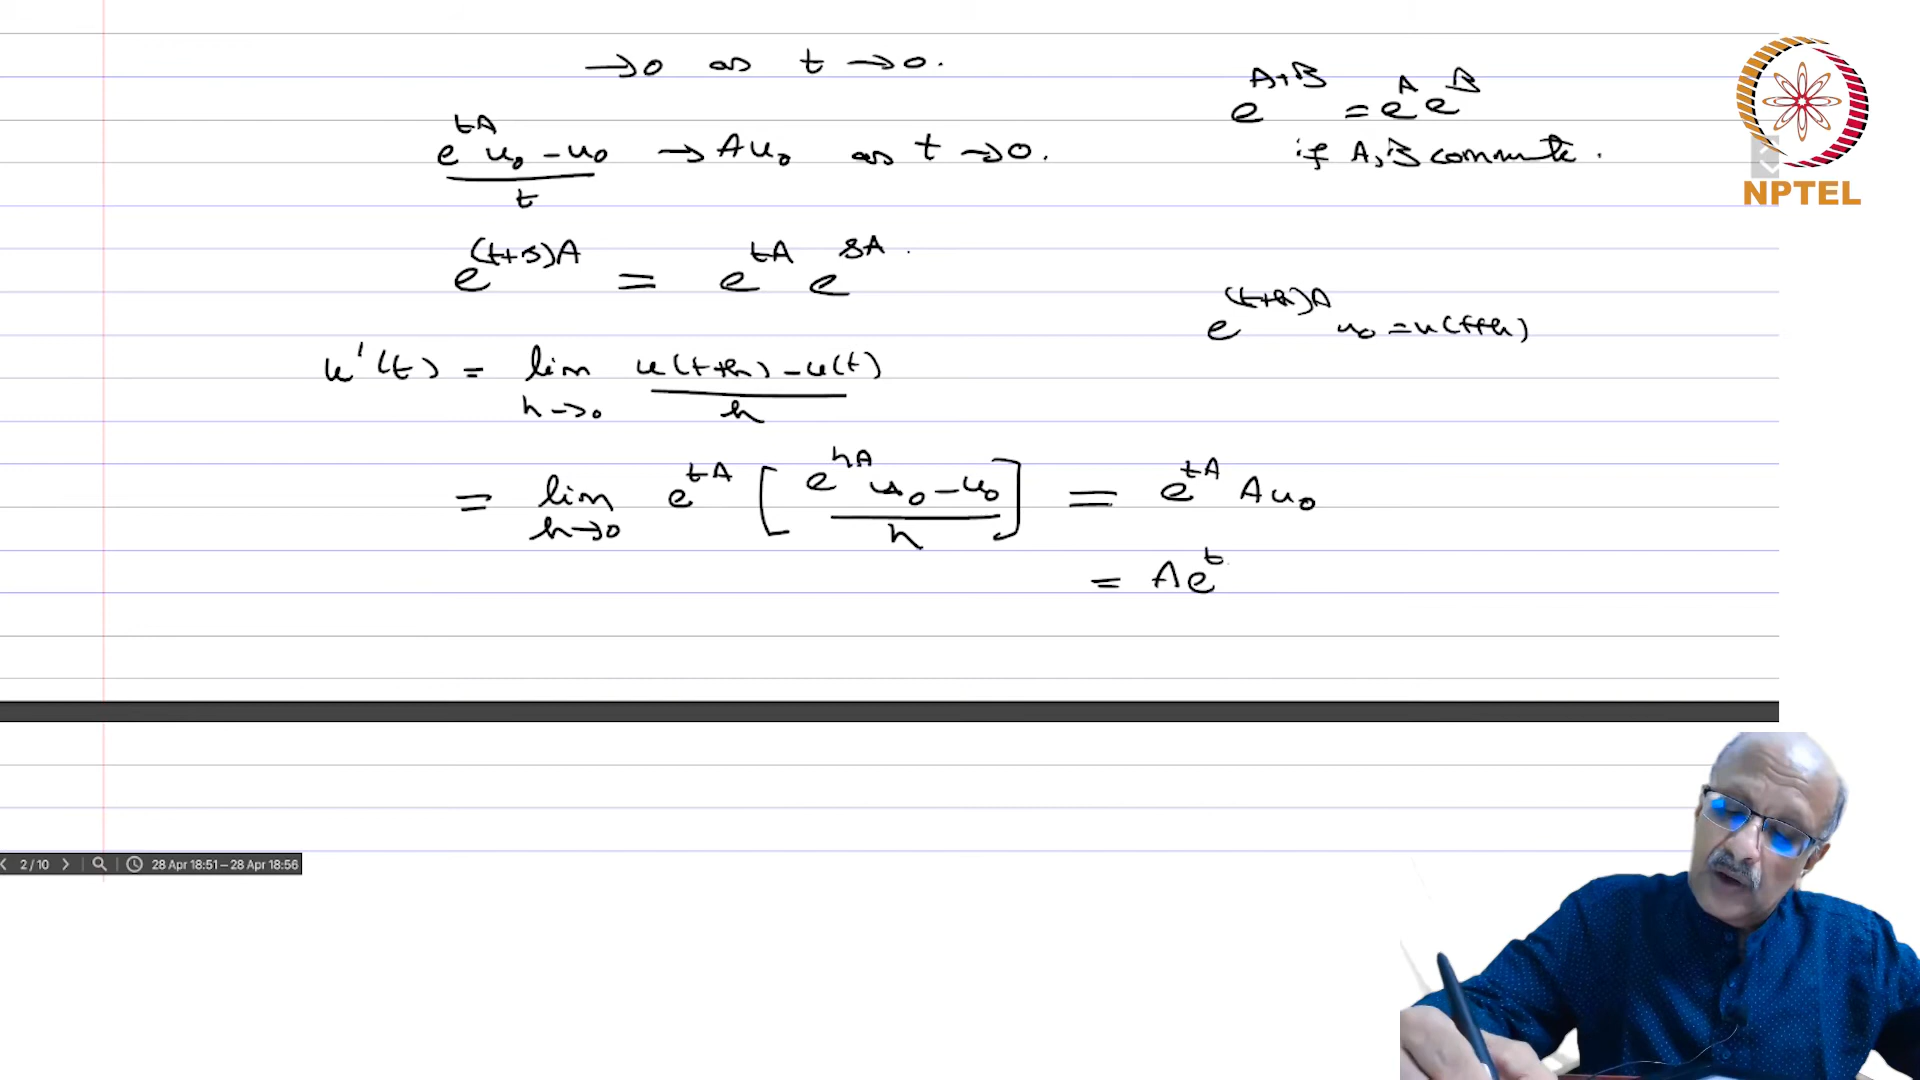 →0 as t →0.
e^{A+B} = e^A e^B
if A, B commute.
NPTEL
(e^{tA} u₀ - u₀)/t → Au₀ as t →0.
e^{(t+s)A} = e^{tA} e^{sA}.
e^{(t+h)A} u₀ = u(t+h)
u'(t) = lim_{h→0} (u(t+h) - u(t))/h
= lim_{h→0} e^{tA} [(e^{hA} u₀ - u₀)/h] = e^{tA} Au₀
= Ae^t
2 / 10 28 Apr 18:51 – 28 Apr 18:56